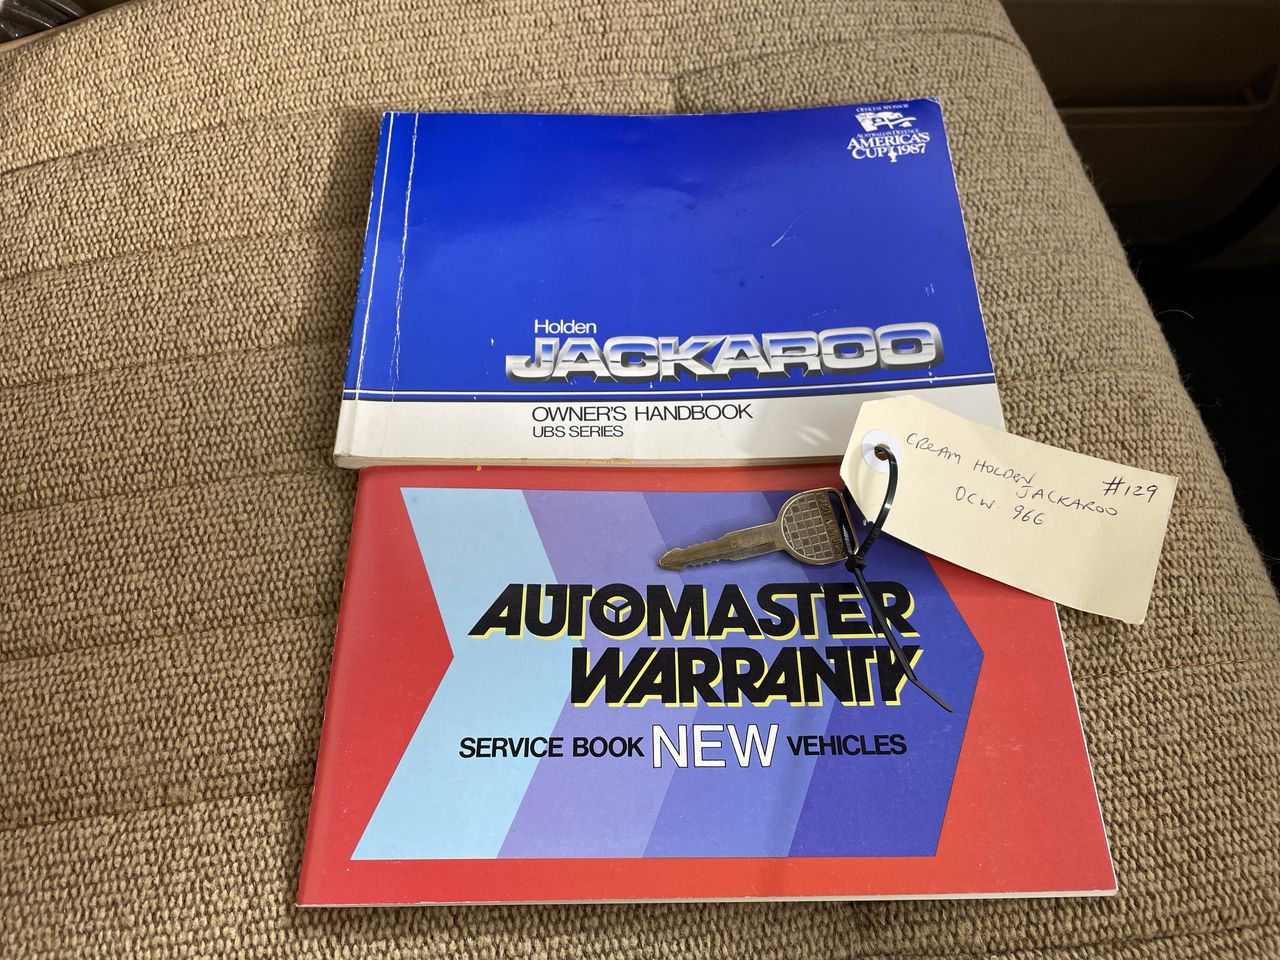 OFFICIAL SPONSOR
AUSTRALIAN DEFENCE
AMERICA'S
CUP 1987
Holden
JACKAROO
OWNER'S HANDBOOK
UBS SERIES
CREAM HOLDEN #129
JACKAROO
OCW. 966
AUTOMASTER
WARRANTY
SERVICE BOOK NEW VEHICLES